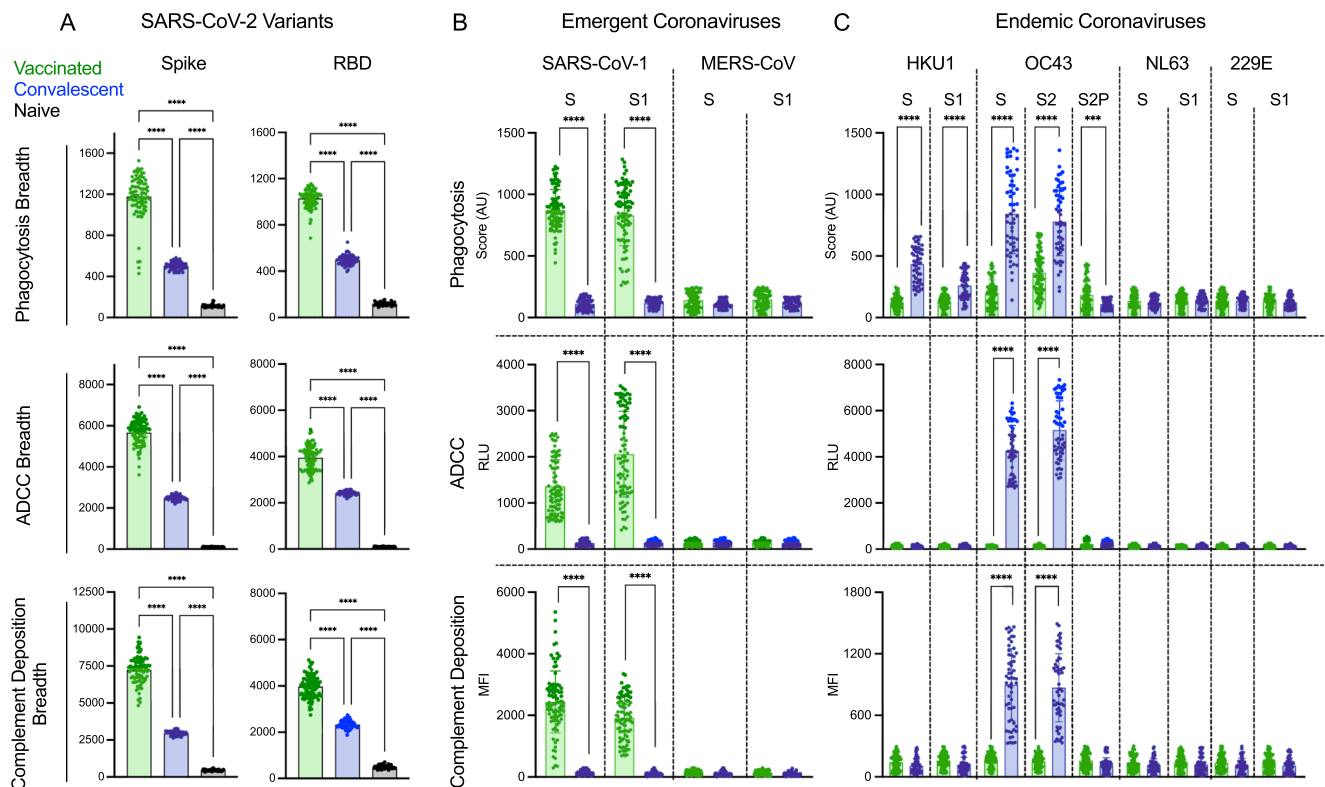 A SARS-CoV-2 Variants
B Emergent Coronaviruses
C Endemic Coronaviruses
Vaccinated
Convalescent
Naive
Spike RBD
SARS-CoV-1 MERS-CoV
HKU1 OC43 NL63 229E
S S1 S S1
S S1 S S2 S2P S S1 S S1
Phagocytosis Breadth
****
**** ****
1600
1200
800
400
0
****
**** ****
1600
1200
800
400
0
Phagocytosis
Score (AU)
**** ****
1500
1000
500
0
Score (AU)
**** **** **** **** ***
1500
1000
500
0
ADCC Breadth
****
**** ****
8000
6000
4000
2000
0
****
**** ****
8000
6000
4000
2000
0
ADCC
RLU
**** ****
4000
3000
2000
1000
0
RLU
**** ****
8000
6000
4000
2000
0
Complement Deposition
Breadth
****
**** ****
12500
10000
7500
5000
2500
0
****
**** ****
8000
6000
4000
2000
0
Complement Deposition
MFI
**** ****
6000
4000
2000
0
MFI
**** ****
1800
1200
600
0